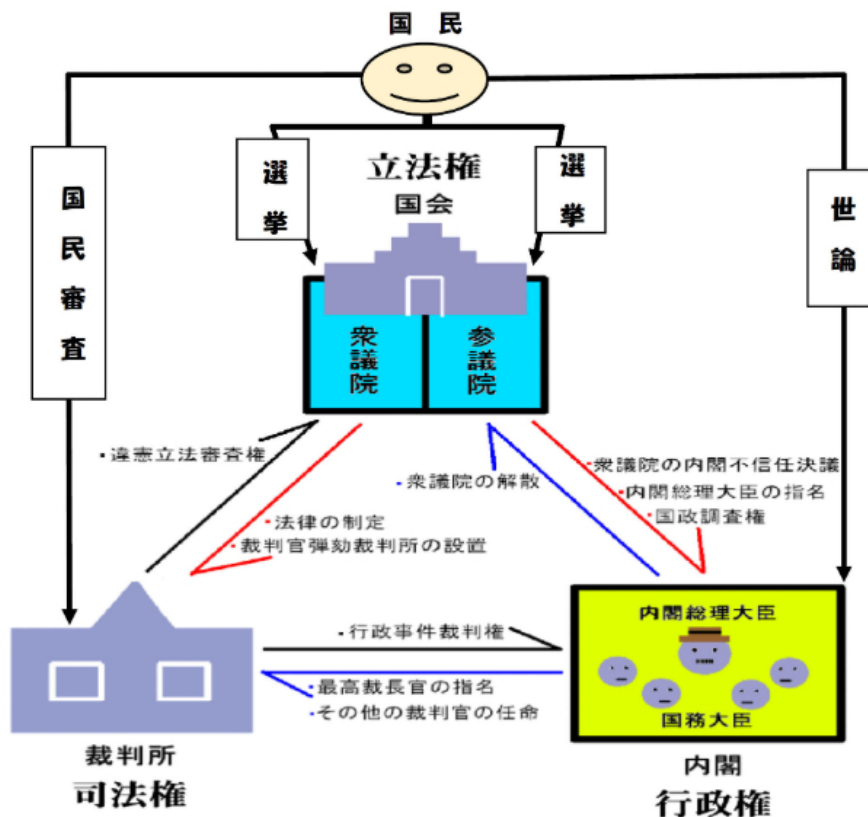 国民
選挙
立法権
選挙
国会
国民審査
世論
衆議院
参議院
・違憲立法審査権
・衆議院の解散
・衆議院の内閣不信任決議
・内閣総理大臣の指名
・国政調査権
・法律の制定
・裁判官弾劾裁判所の設置
・行政事件裁判権
・最高裁長官の指名
・その他の裁判官の任命
内閣総理大臣
国務大臣
裁判所
司法権
内閣
行政権